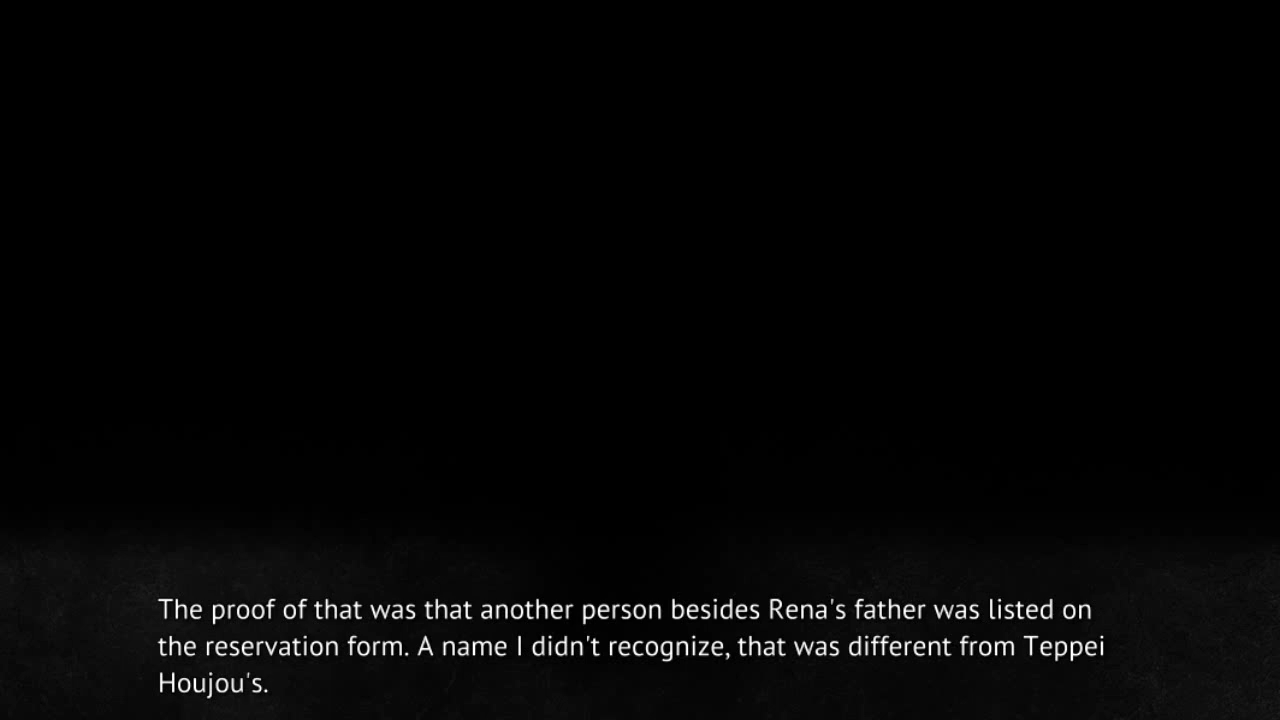 The proof of that was that another person besides Rena's father was listed on
the reservation form. A name I didn't recognize, that was different from Teppei
Houjou's.